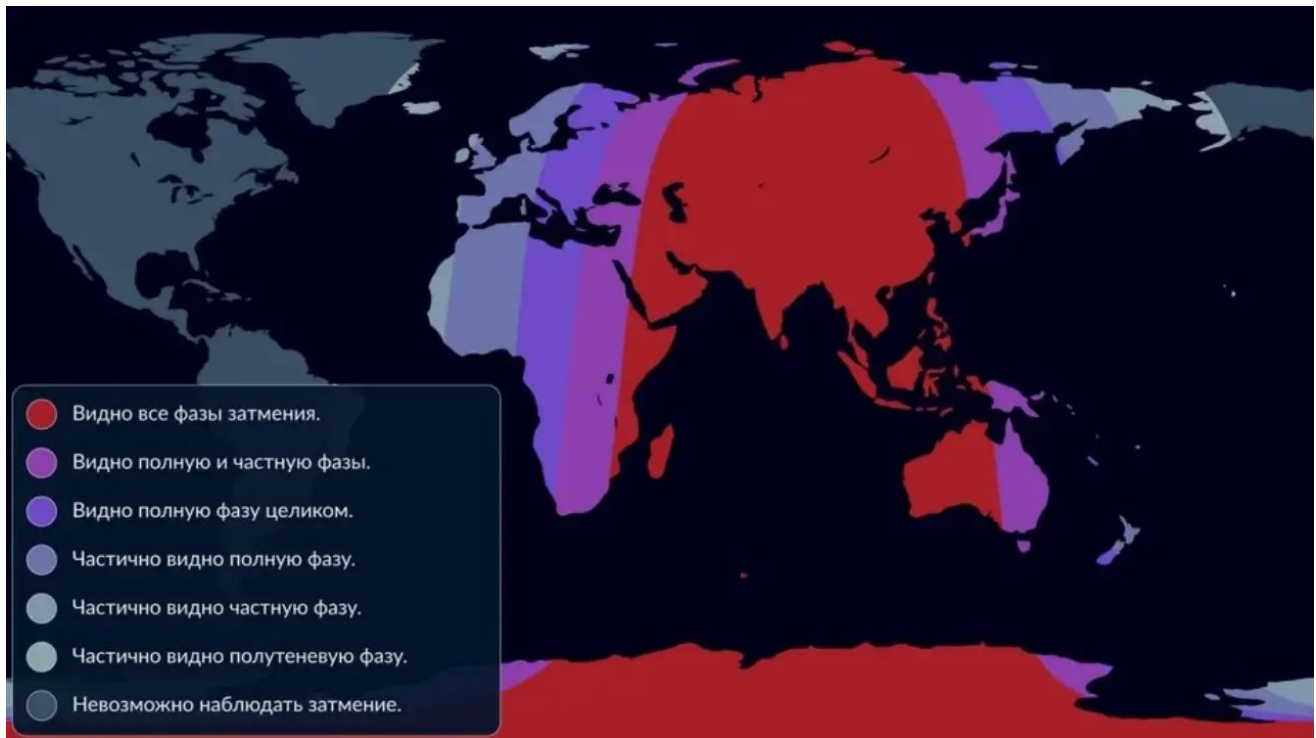 Видно все фазы затмения.
Видно полную и частную фазы.
Видно полную фазу целиком.
Частично видно полную фазу.
Частично видно частную фазу.
Частично видно полутеневую фазу.
Невозможно наблюдать затмение.